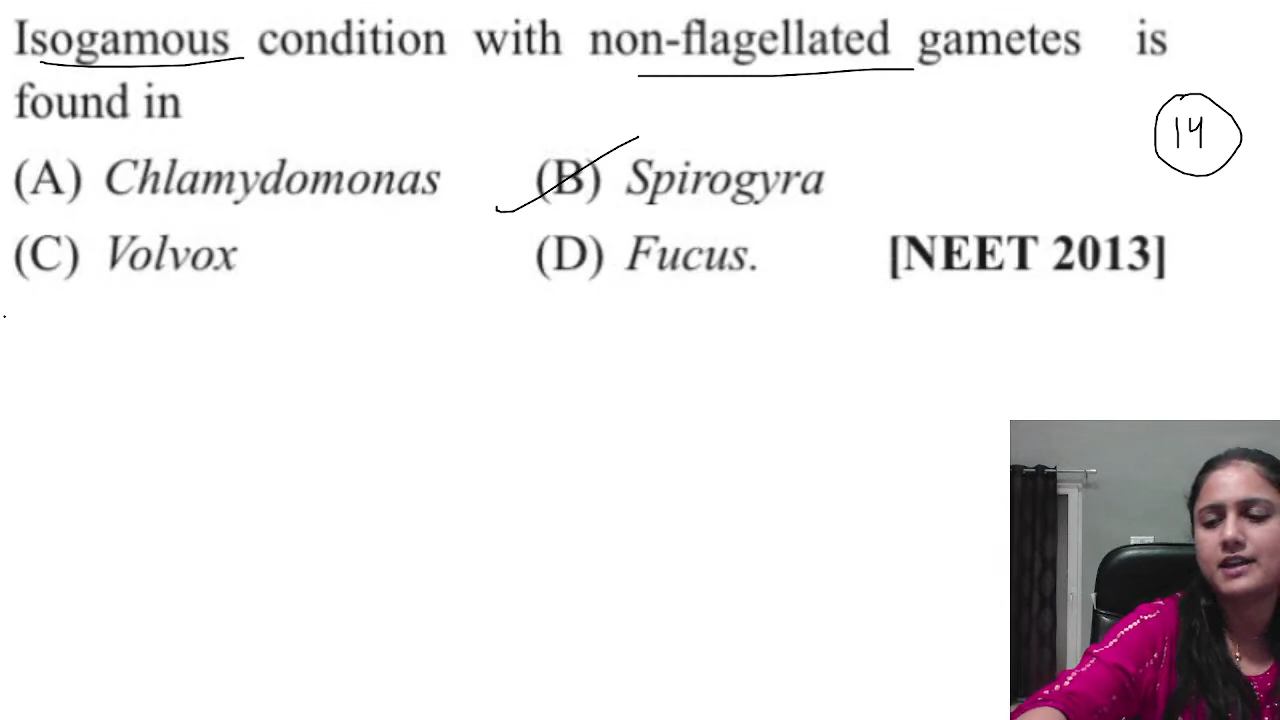 Isogamous condition with non-flagellated gametes is
found in
14
(A) Chlamydomonas (B) Spirogyra
(C) Volvox (D) Fucus. [NEET 2013]